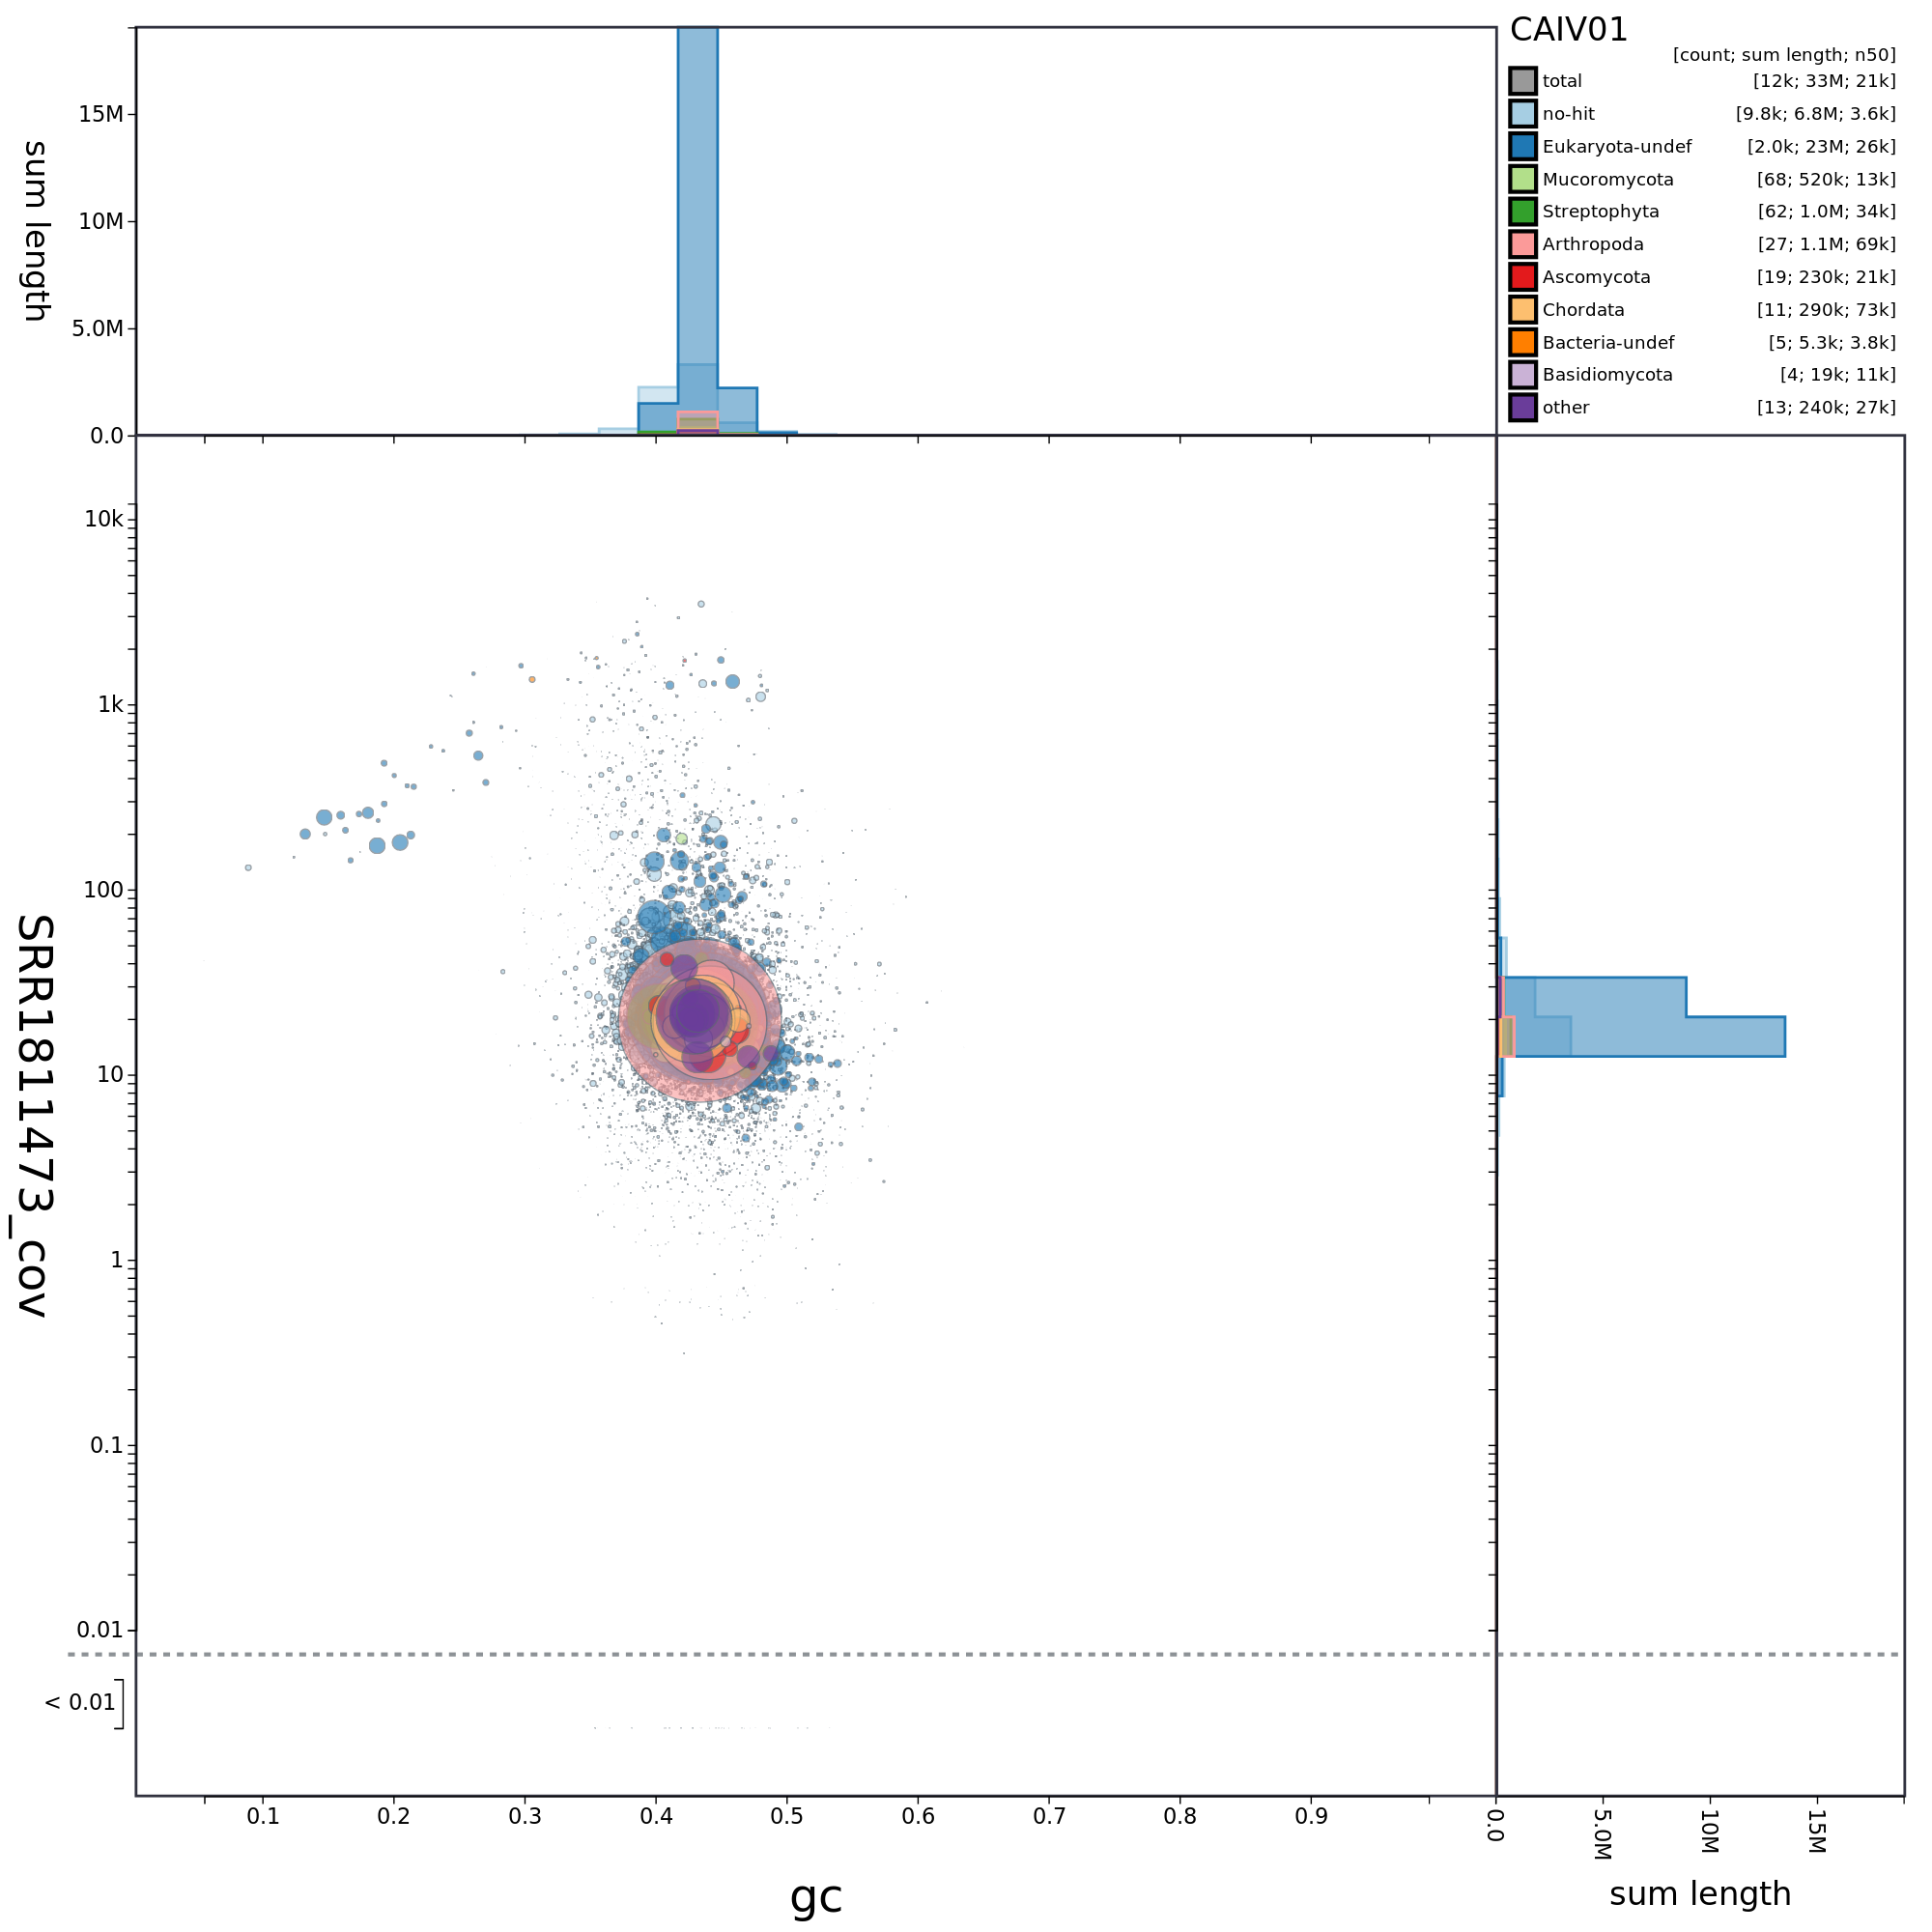 CAIV01
[count; sum length; n50]
total [12k; 33M; 21k]
no-hit [9.8k; 6.8M; 3.6k]
Eukaryota-undef [2.0k; 23M; 26k]
Mucoromycota [68; 520k; 13k]
Streptophyta [62; 1.0M; 34k]
Arthropoda [27; 1.1M; 69k]
Ascomycota [19; 230k; 21k]
Chordata [11; 290k; 73k]
Bacteria-undef [5; 5.3k; 3.8k]
Basidiomycota [4; 19k; 11k]
other [13; 240k; 27k]
sum length
15M
10M
5.0M
0.0
SRR1811473_cov
10k
1k
100
10
1
0.1
0.01
< 0.01
0.1 0.2 0.3 0.4 0.5 0.6 0.7 0.8 0.9
gc
0.0 5.0M 10M 15M
sum length